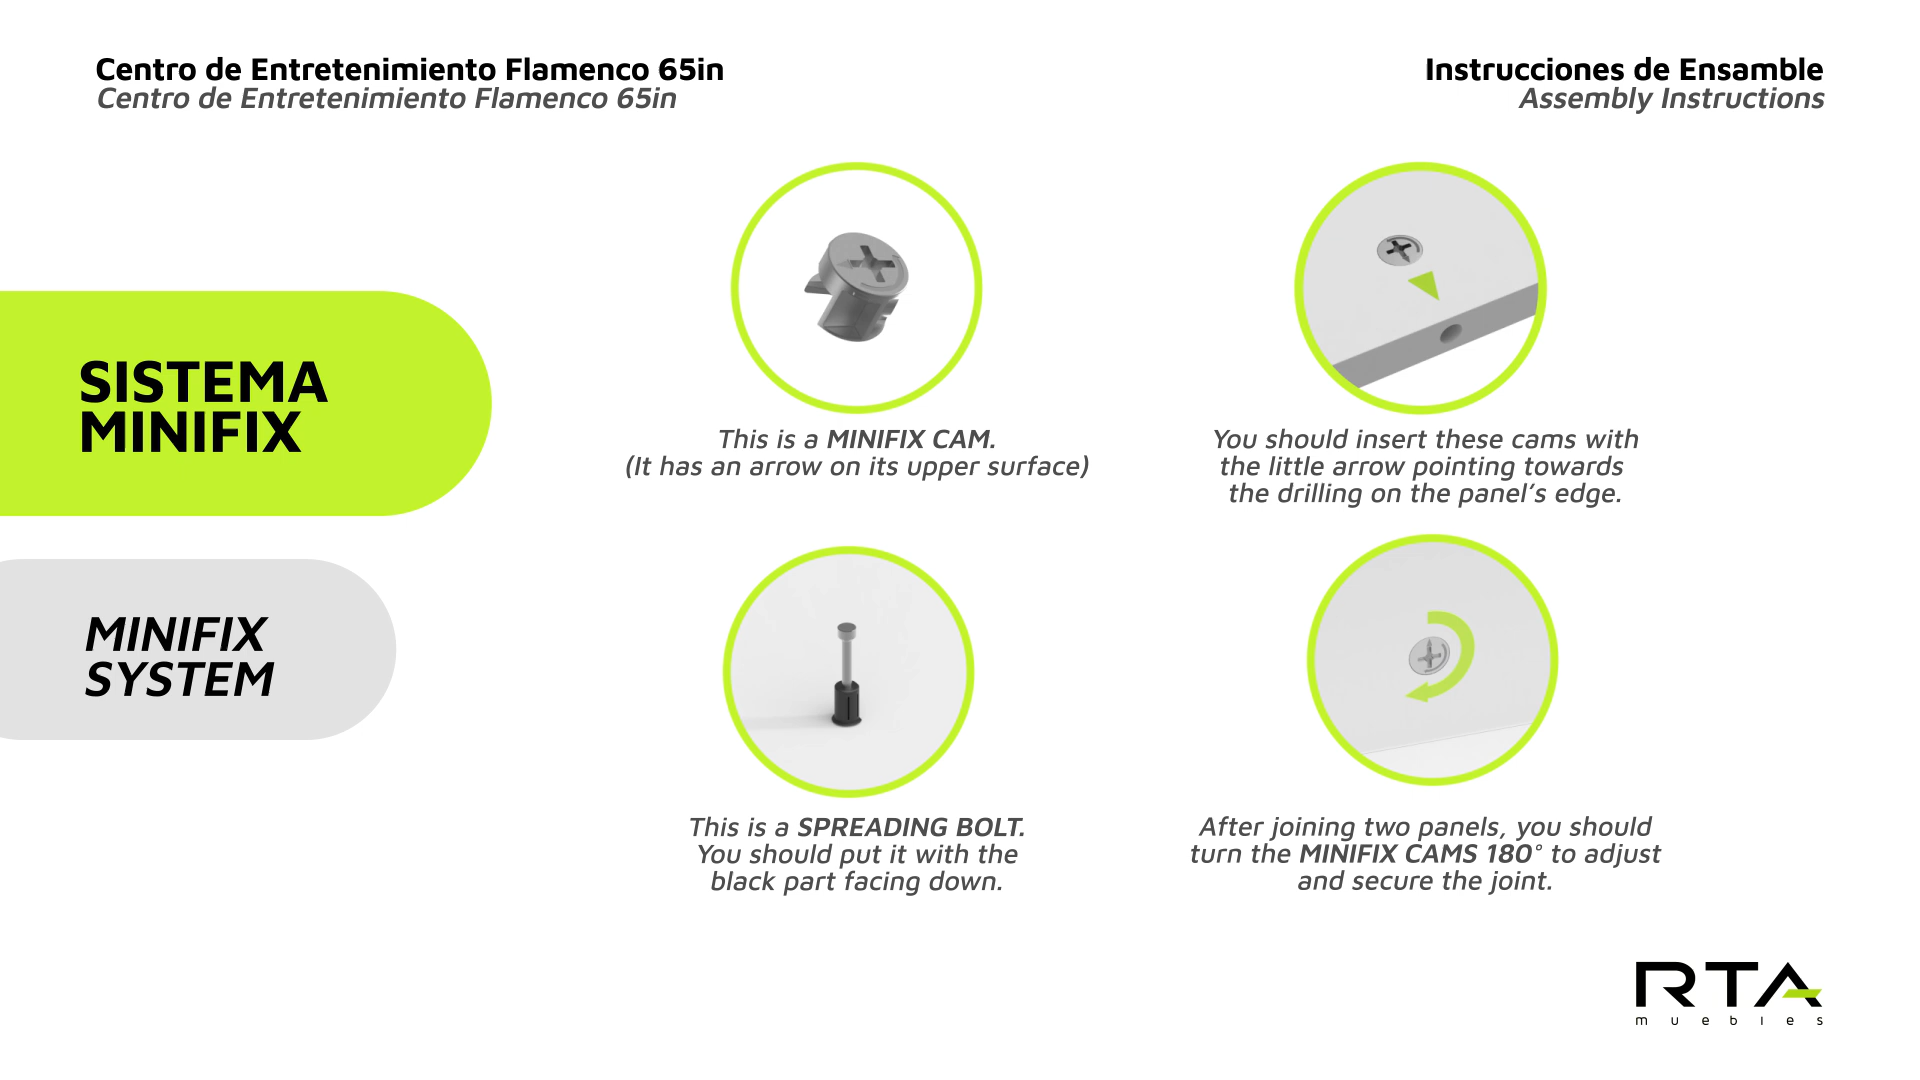 Centro de Entretenimiento Flamenco 65in
Centro de Entretenimiento Flamenco 65in
Instrucciones de Ensamble
Assembly Instructions
SISTEMA
MINIFIX
MINIFIX
SYSTEM
This is a MINIFIX CAM.
(It has an arrow on its upper surface)
You should insert these cams with
the little arrow pointing towards
the drilling on the panel’s edge.
This is a SPREADING BOLT.
You should put it with the
black part facing down.
After joining two panels, you should
turn the MINIFIX CAMS 180° to adjust
and secure the joint.
RTA
muebles